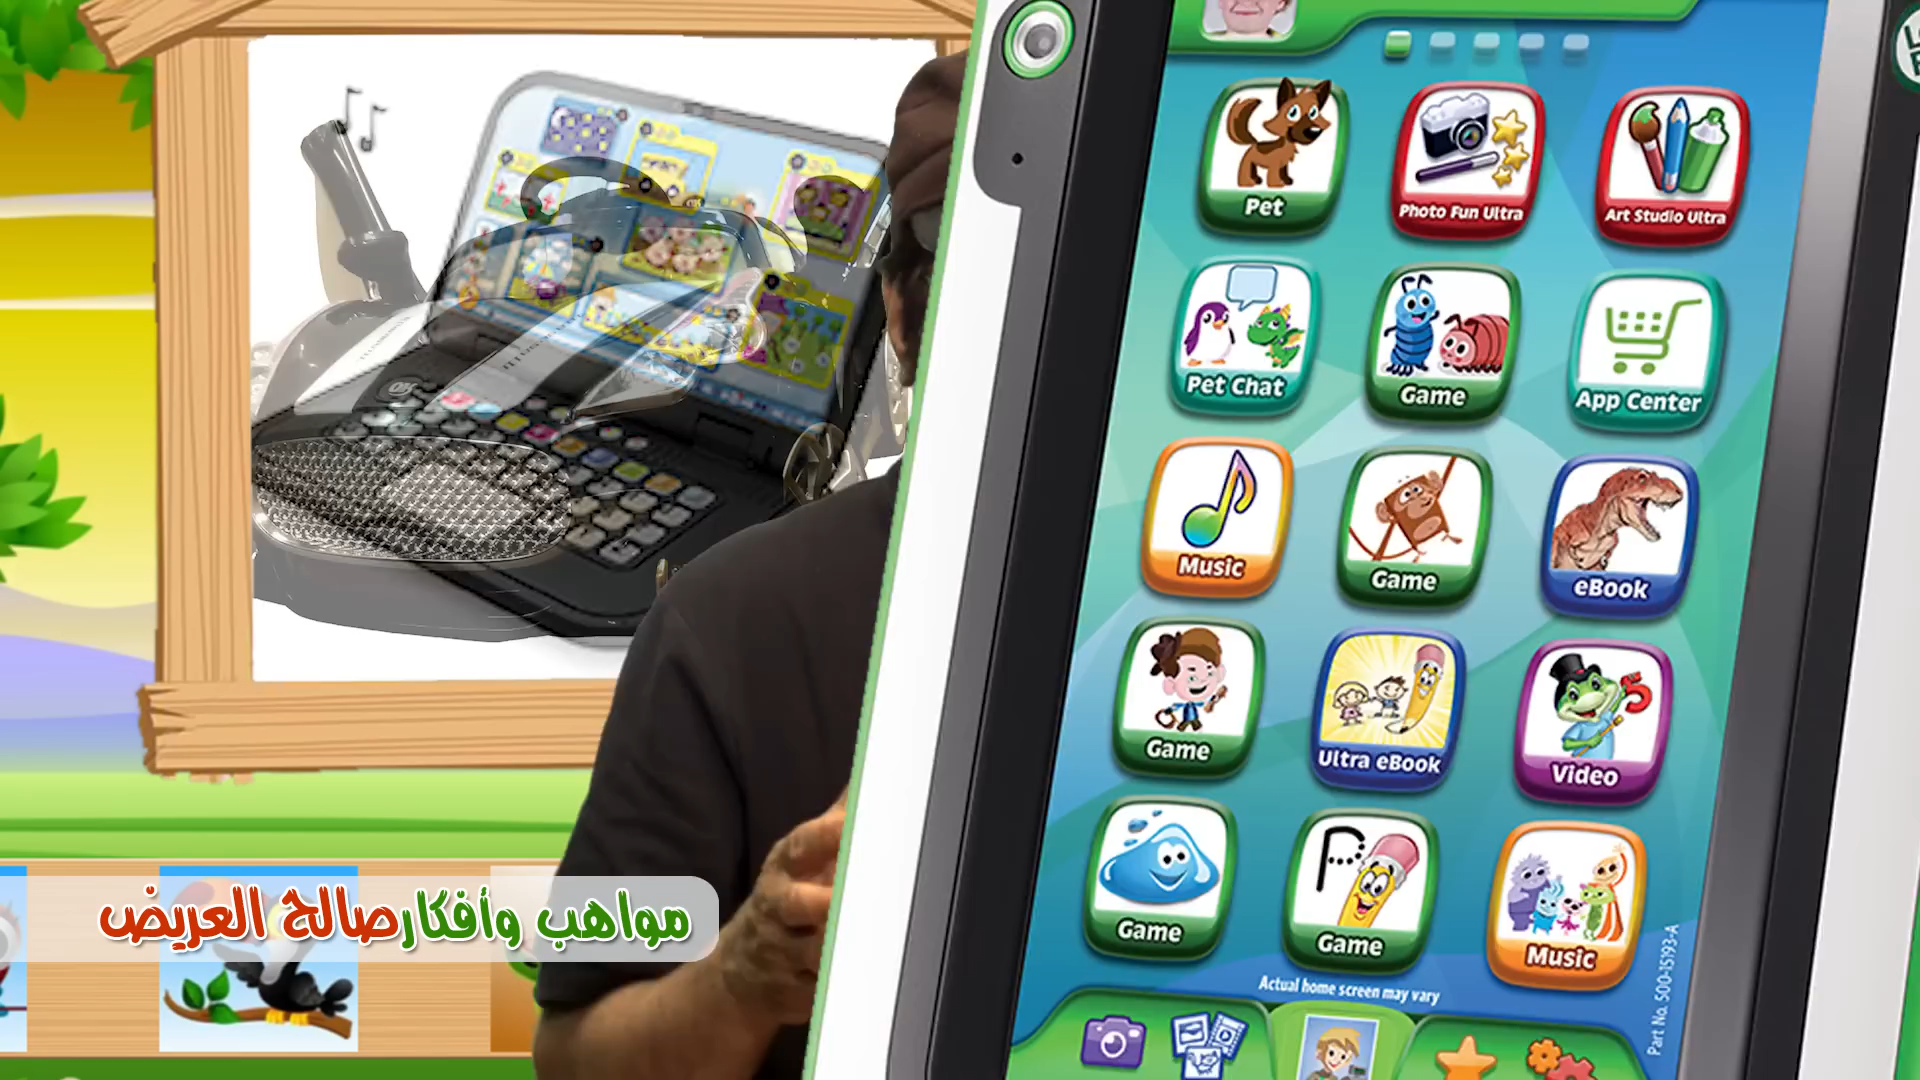 Pet
Photo Fun Ultra
Art Studio Ultra
Pet Chat
Game
App Center
Music
Game
eBook
Game
Ultra eBook
Video
Game
P
Game
Music
Actual home screen may vary
Part No. 500-15193-A
مواهب وأفكار صالح العريض